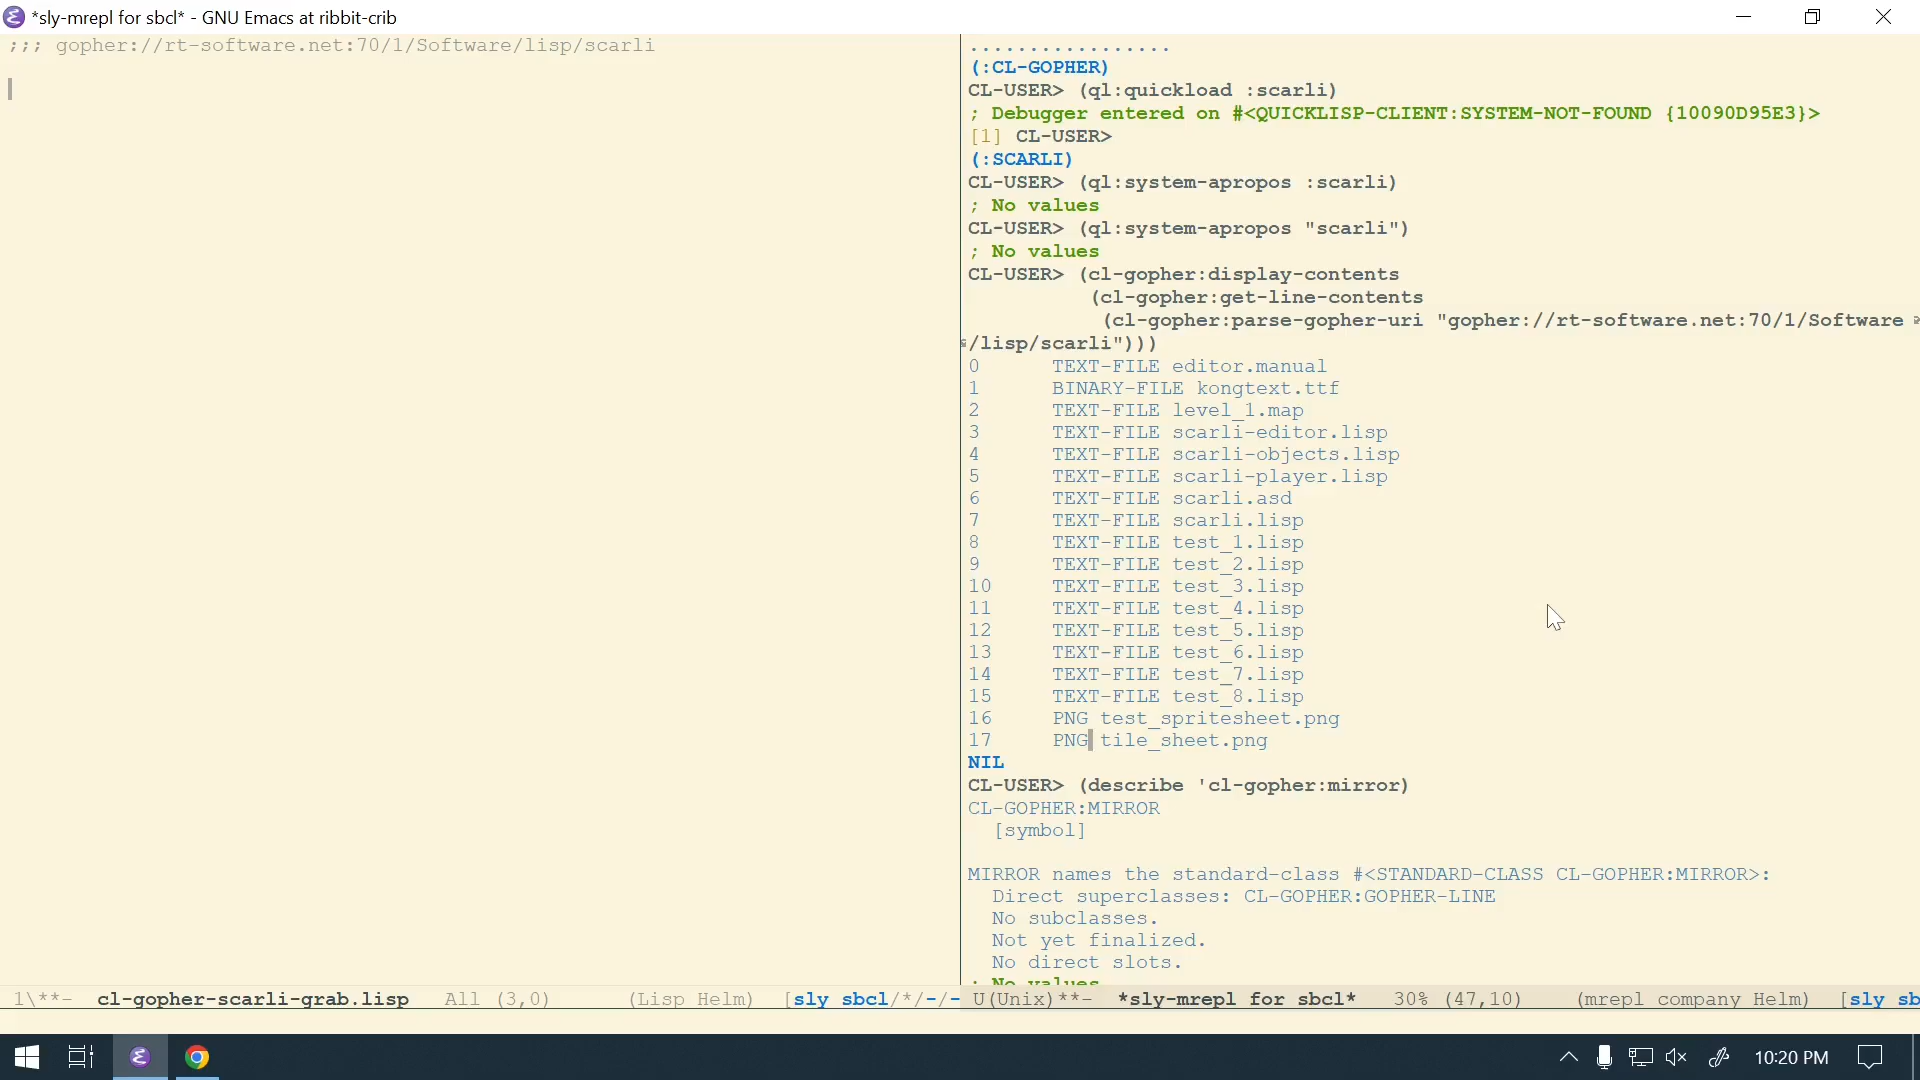 *sly-mrepl for sbcl* - GNU Emacs at ribbit-crib
;;; gopher://rt-software.net:70/1/Software/lisp/scarli
.................
(:CL-GOPHER)
CL-USER> (ql:quickload :scarli)
; Debugger entered on #<QUICKLISP-CLIENT:SYSTEM-NOT-FOUND {10090D95E3}>
[1] CL-USER>
(:SCARLI)
CL-USER> (ql:system-apropos :scarli)
; No values
CL-USER> (ql:system-apropos "scarli")
; No values
CL-USER> (cl-gopher:display-contents
(cl-gopher:get-line-contents
(cl-gopher:parse-gopher-uri "gopher://rt-software.net:70/1/Software
/lisp/scarli")))
0 TEXT-FILE editor.manual
1 BINARY-FILE kongtext.ttf
2 TEXT-FILE level_1.map
3 TEXT-FILE scarli-editor.lisp
4 TEXT-FILE scarli-objects.lisp
5 TEXT-FILE scarli-player.lisp
6 TEXT-FILE scarli.asd
7 TEXT-FILE scarli.lisp
8 TEXT-FILE test_1.lisp
9 TEXT-FILE test_2.lisp
10 TEXT-FILE test_3.lisp
11 TEXT-FILE test_4.lisp
12 TEXT-FILE test_5.lisp
13 TEXT-FILE test_6.lisp
14 TEXT-FILE test_7.lisp
15 TEXT-FILE test_8.lisp
16 PNG test_spritesheet.png
17 PNG tile_sheet.png
NIL
CL-USER> (describe 'cl-gopher:mirror)
CL-GOPHER:MIRROR
[symbol]
MIRROR names the standard-class #<STANDARD-CLASS CL-GOPHER:MIRROR>:
Direct superclasses: CL-GOPHER:GOPHER-LINE
No subclasses.
Not yet finalized.
No direct slots.
; No values
1\**- cl-gopher-scarli-grab.lisp All (3,0) (Lisp Helm) [sly sbcl/*/-/-
U(Unix)**- *sly-mrepl for sbcl* 30% (47,10) (mrepl company Helm) [sly sb
10:20 PM